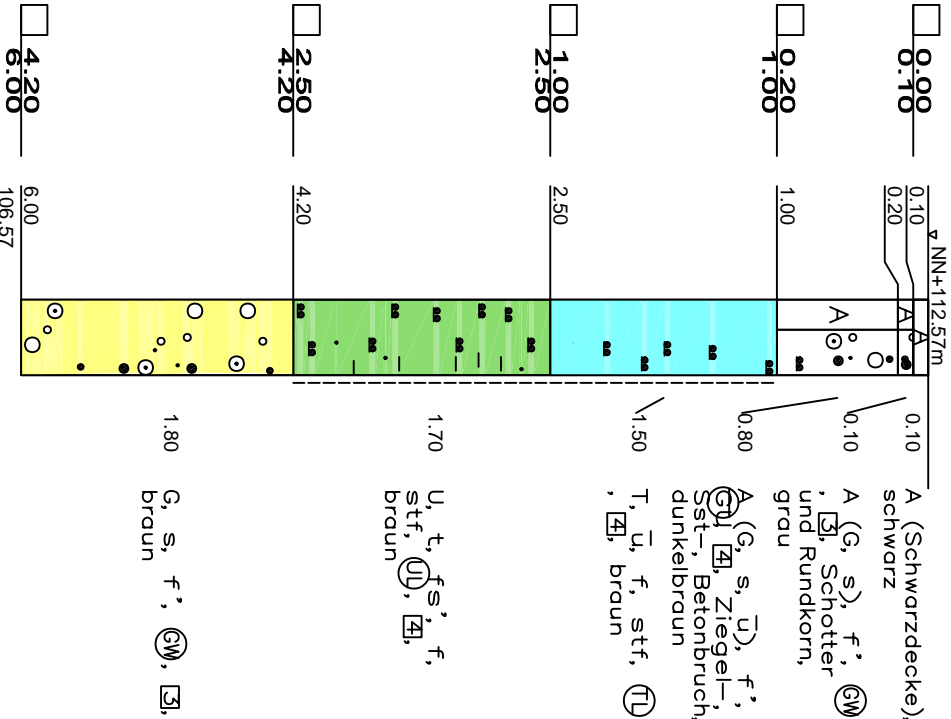 NN+112.57m
0.00
0.10
0.20
1.00
1.00
2.50
2.50
4.20
4.20
6.00
0.10
0.20
1.00
2.50
4.20
6.00
106.57
A
A
A
0.10
A (Schwarzdecke),
schwarz
0.10
A (G, s), f', GW
, 3, Schotter
und Rundkorn,
grau
0.80
A (G, s, ū), f',
GU, 4, Ziegel-,
Sst-, Betonbruch,
dunkelbraun
1.50
T, ū, f, stf, TL
, 4, braun
1.70
U, t, fs', f,
stf, UL, 4,
braun
1.80
G, s, f', GW, 3,
braun